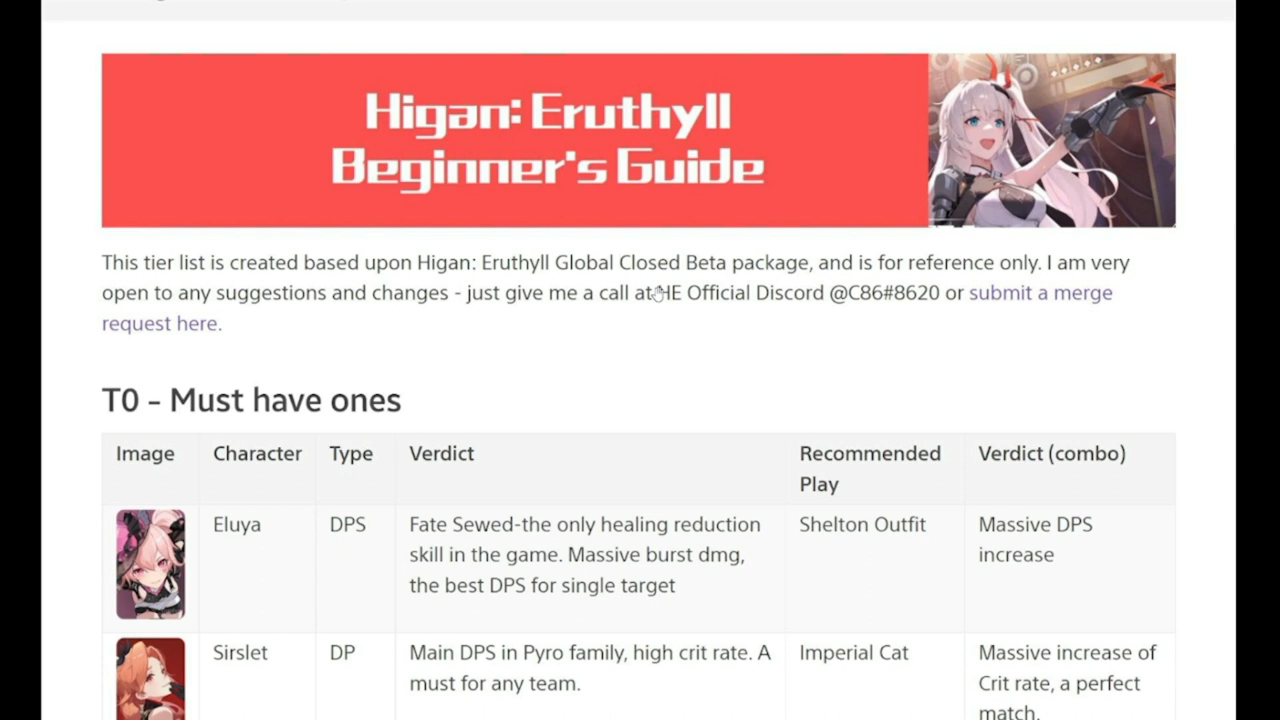 Higan: Eruthyll
Beginner's Guide
This tier list is created based upon Higan: Eruthyll Global Closed Beta package, and is for reference only. I am very
open to any suggestions and changes - just give me a call at HE Official Discord @C86#8620 or submit a merge
request here.
T0 - Must have ones
Image Character Type Verdict Recommended Play Verdict (combo)
Eluya DPS Fate Sewed-the only healing reduction Shelton Outfit Massive DPS
skill in the game. Massive burst dmg, increase
the best DPS for single target
Sirslet DP Main DPS in Pyro family, high crit rate. A Imperial Cat Massive increase of
must for any team. Crit rate, a perfect
match.